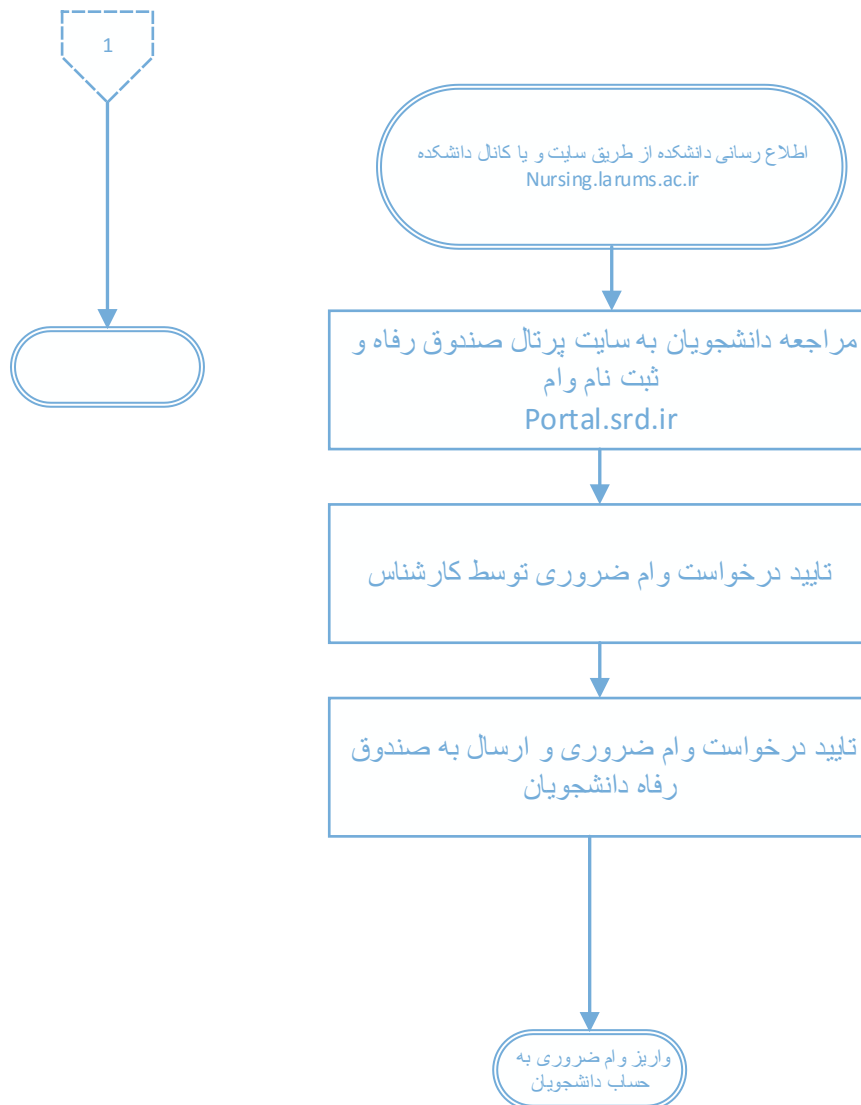 1
اطلاع رسانی دانشکده از طریق سایت و یا کانال دانشکده
Nursing.larums.ac.ir
مراجعه دانشجویان به سایت پرتال صندوق رفاه و
ثبت نام وام
Portal.srd.ir
تایید درخواست وام ضروری توسط کارشناس
تایید درخواست وام ضروری و ارسال به صندوق
رفاه دانشجویان
واریز وام ضروری به
حساب دانشجویان